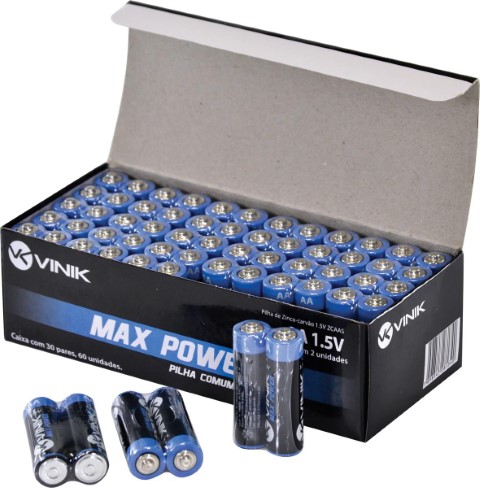 VINIK
Pilha de Zinco-carvão 1.5V ZCAAS
MAX POWE
1.5V
2 unidades.
VINIK
Caixa com 30 pares, 60 unidades.
PILHA COMUM
AA